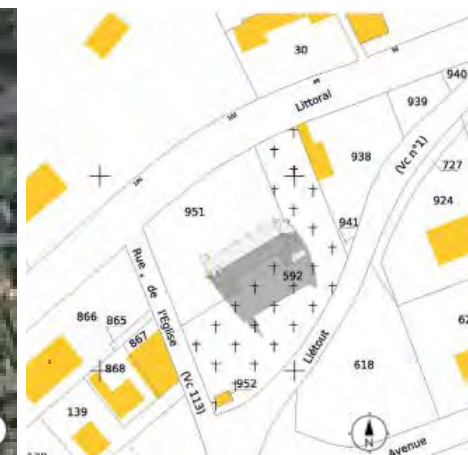 30
940
939
Littoral
938
(Vc n°1)
727
924
951
941
Rue de l'Eglise
(Vc 113)
592
866
865
867
868
Liétout
618
139
952
N
Avenue